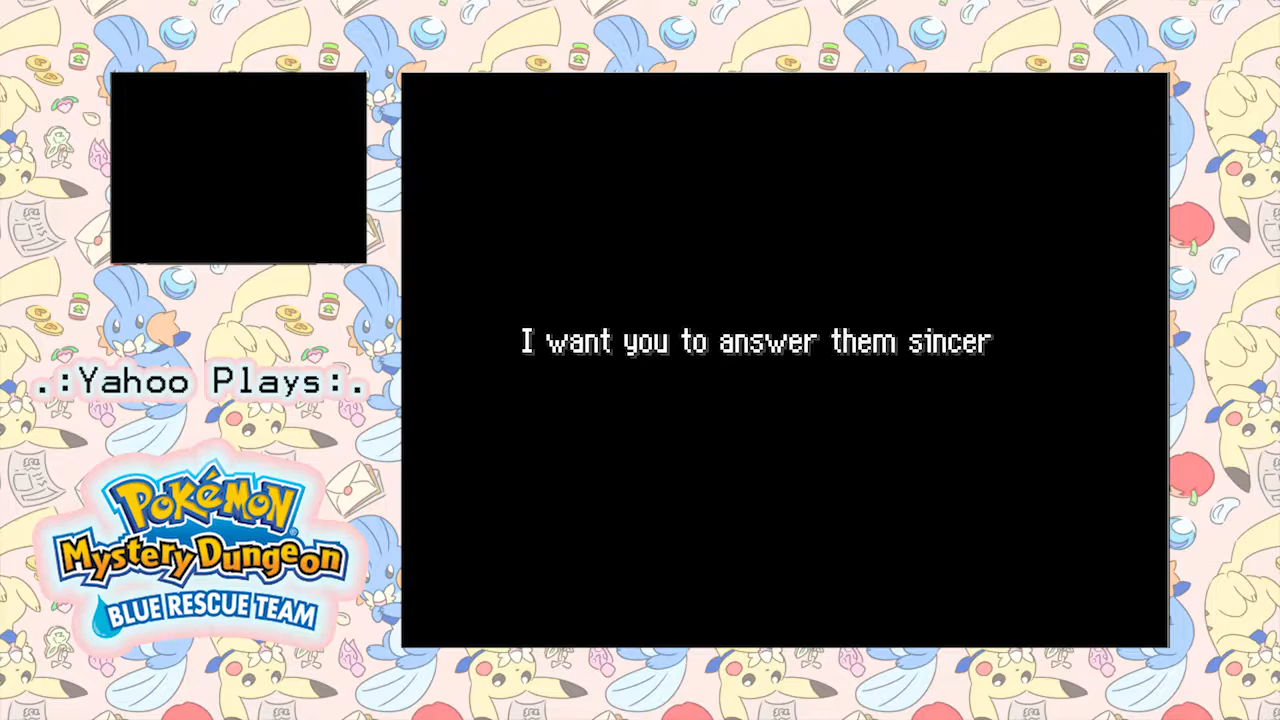 I want you to answer them sincer
.:Yahoo Plays:.
POKéMON
Mystery Dungeon
BLUE RESCUE TEAM